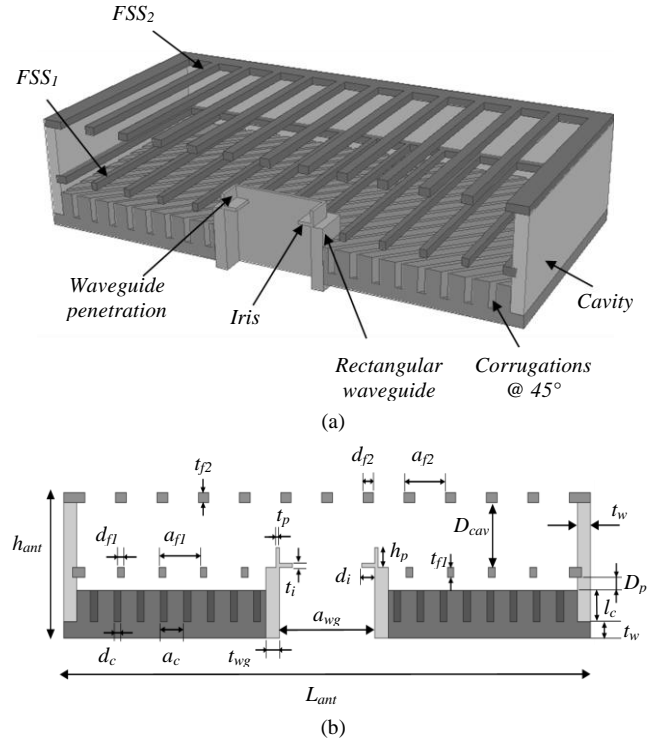 FSS2
FSS1
Waveguide
penetration
Iris
Rectangular
waveguide
Corrugations
@ 45°
Cavity
(a)
tf2
df2
af2
hant
df1
af1
tp
ti
di
hp
tf1
Dcav
tw
Dp
lc
tw
dc
ac
twg
awg
Lant
(b)